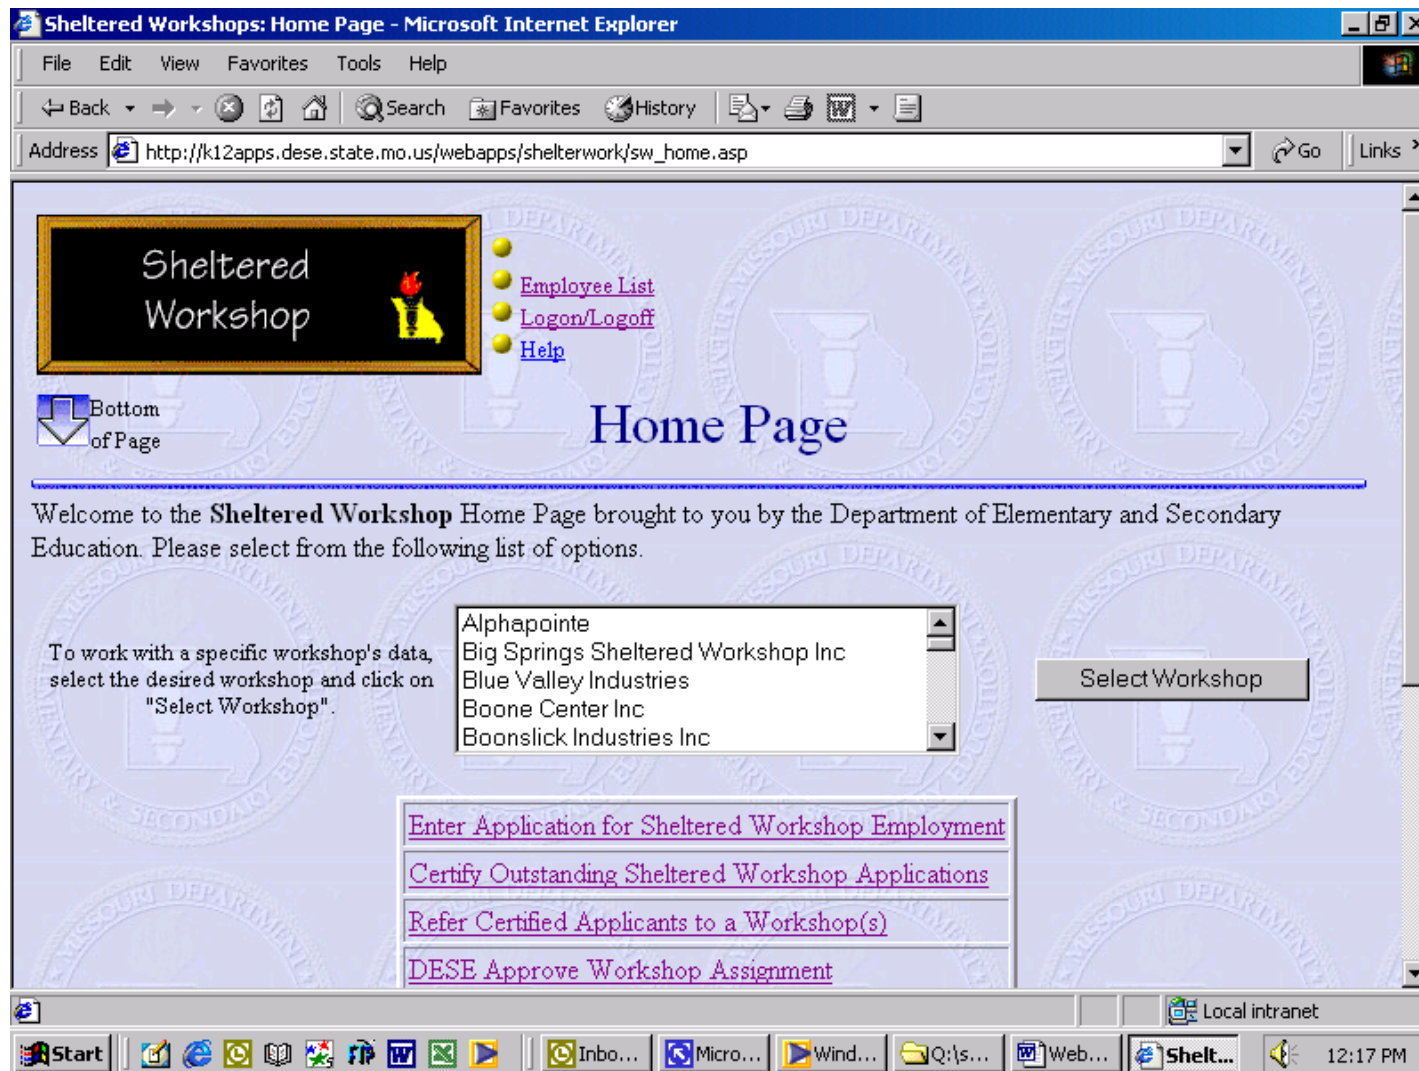 Sheltered Workshops: Home Page - Microsoft Internet Explorer
File Edit View Favorites Tools Help
Back Search Favorites History
Address http://k12apps.dese.state.mo.us/webapps/shelterwork/sw_home.asp Go Links
Sheltered
Workshop
Employee List
Logon/Logoff
Help
Bottom
of Page
Home Page
Welcome to the Sheltered Workshop Home Page brought to you by the Department of Elementary and Secondary
Education. Please select from the following list of options.
To work with a specific workshop's data,
select the desired workshop and click on
"Select Workshop".
Alphapointe
Big Springs Sheltered Workshop Inc
Blue Valley Industries
Boone Center Inc
Boonslick Industries Inc
Select Workshop
Enter Application for Sheltered Workshop Employment
Certify Outstanding Sheltered Workshop Applications
Refer Certified Applicants to a Workshop(s)
DESE Approve Workshop Assignment
Local intranet
Start Inbo... Micro... Wind... Q:\s... Web... Shelt... 12:17 PM